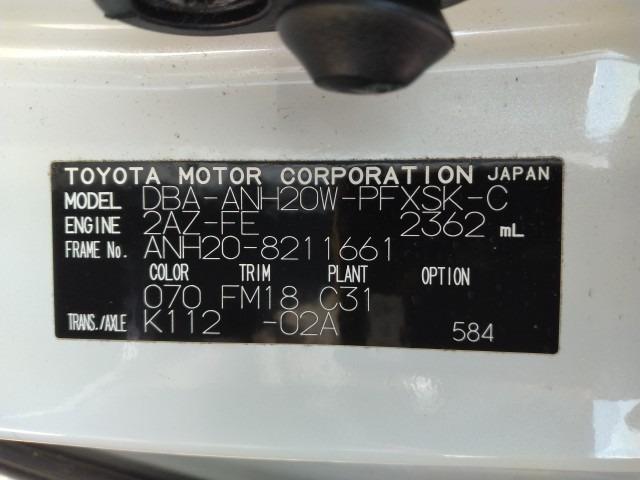 TOYOTA MOTOR CORPORATION JAPAN
MODEL DBA-ANH20W-PFXSK-C
ENGINE 2AZ-FE 2362 mL
FRAME No. ANH20-8211661
COLOR TRIM PLANT OPTION
070 FM18 C31
TRANS./AXLE K112 -02A 584